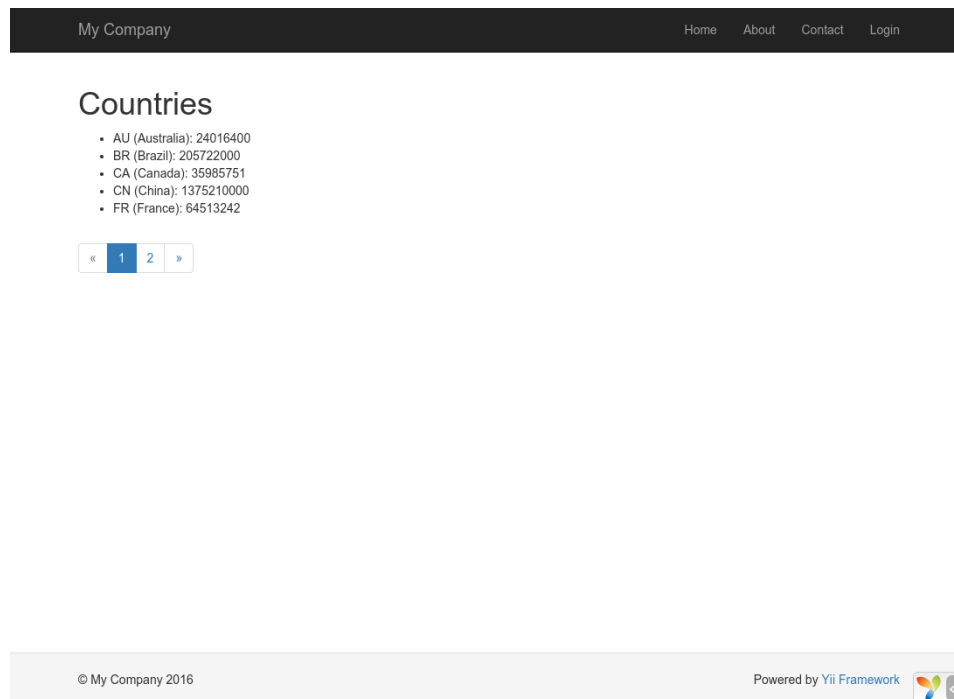 My Company Home About Contact Login
Countries
AU (Australia): 24016400
BR (Brazil): 205722000
CA (Canada): 35985751
CN (China): 1375210000
FR (France): 64513242
« 1 2 »
© My Company 2016 Powered by Yii Framework